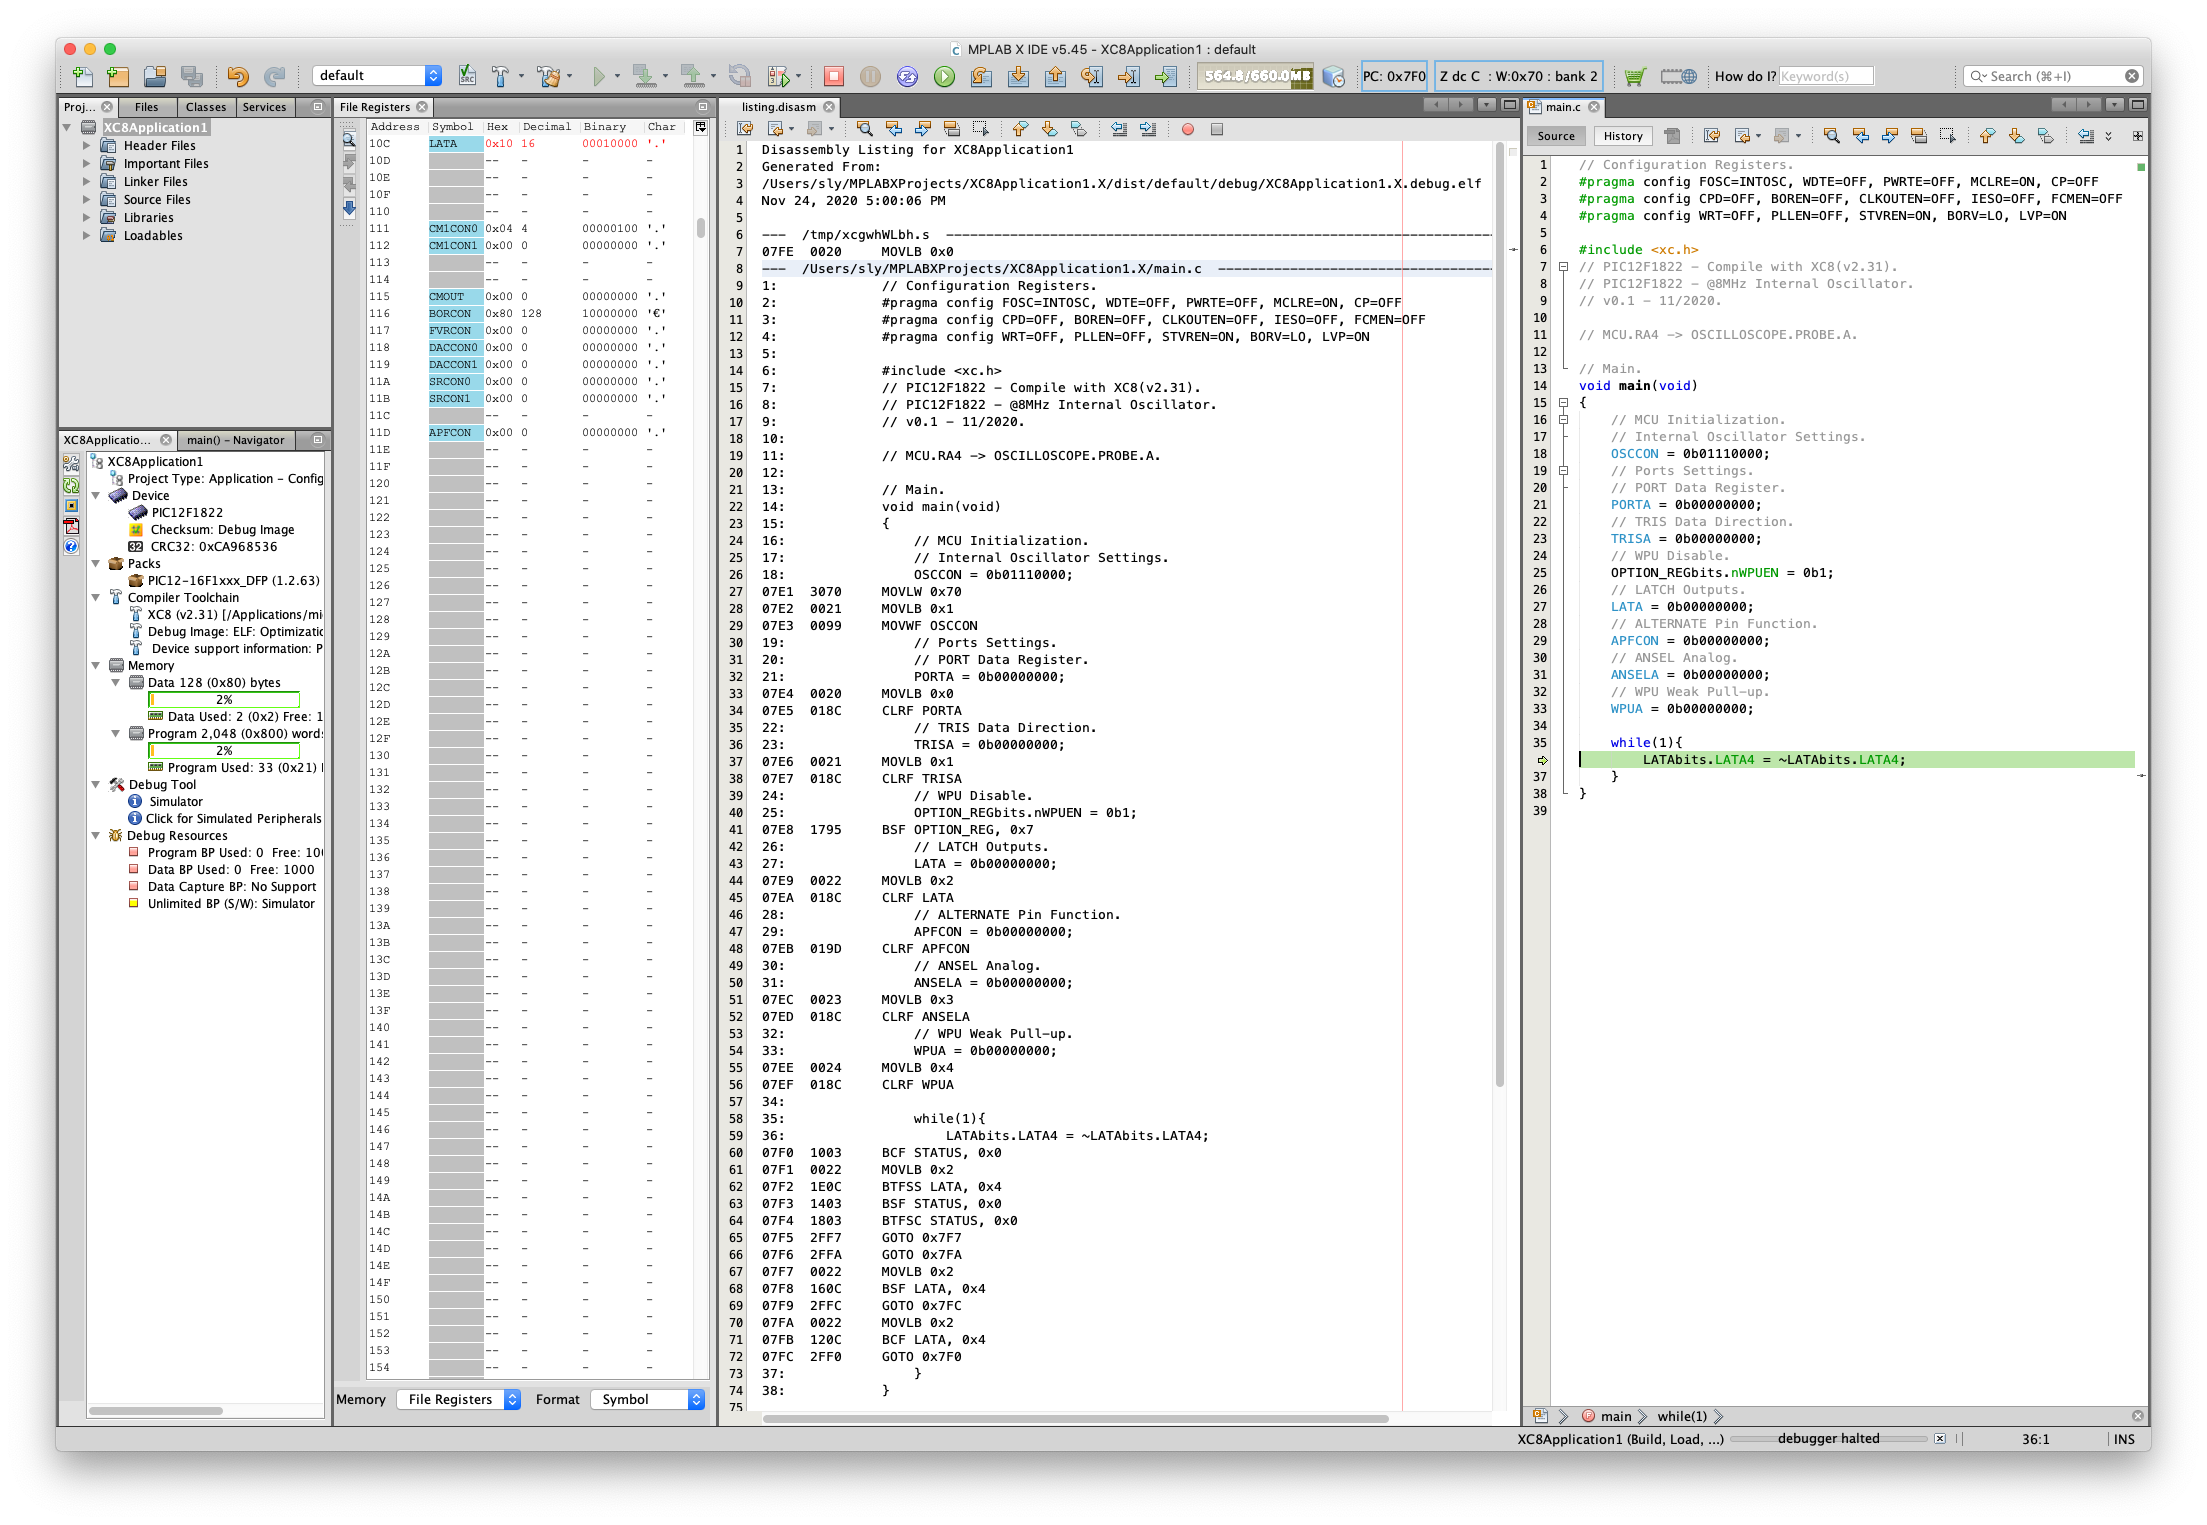 MPLAB X IDE v5.45 - XC8Application1 : default
default
564.8/660.0MB
PC: 0x7F0
Z dc C : W:0x70 : bank 2
How do I?
Keyword(s)
Search (⌘+I)
Proj...
Files
Classes
Services
XC8Application1
Header Files
Important Files
Linker Files
Source Files
Libraries
Loadables
XC8Applicatio...
main() - Navigator
XC8Application1
Project Type: Application - Config
Device
PIC12F1822
Checksum: Debug Image
CRC32: 0xCA968536
Packs
PIC12-16F1xxx_DFP (1.2.63)
Compiler Toolchain
XC8 (v2.31) [/Applications/mi
Debug Image: ELF: Optimizatio
Device support information: P
Memory
Data 128 (0x80) bytes
2%
Data Used: 2 (0x2) Free: 1
Program 2,048 (0x800) words
2%
Program Used: 33 (0x21)
Debug Tool
Simulator
Click for Simulated Peripherals
Debug Resources
Program BP Used: 0 Free: 100
Data BP Used: 0 Free: 1000
Data Capture BP: No Support
Unlimited BP (S/W): Simulator
File Registers
Address Symbol Hex Decimal Binary Char
10C LATA 0x10 16 00010000 '.'
10D -- - - -
10E -- - - -
10F -- - - -
110 -- - - -
111 CM1CON0 0x04 4 00000100 '.'
112 CM1CON1 0x00 0 00000000 '.'
113 -- - - -
114 -- - - -
115 CMOUT 0x00 0 00000000 '.'
116 BORCON 0x80 128 10000000 '€'
117 FVRCON 0x00 0 00000000 '.'
118 DACCON0 0x00 0 00000000 '.'
119 DACCON1 0x00 0 00000000 '.'
11A SRCON0 0x00 0 00000000 '.'
11B SRCON1 0x00 0 00000000 '.'
11C -- - - -
11D APFCON 0x00 0 00000000 '.'
11E -- - - -
11F -- - - -
120 -- - - -
121 -- - - -
122 -- - - -
123 -- - - -
124 -- - - -
125 -- - - -
126 -- - - -
127 -- - - -
128 -- - - -
129 -- - - -
12A -- - - -
12B -- - - -
12C -- - - -
12D -- - - -
12E -- - - -
12F -- - - -
130 -- - - -
131 -- - - -
132 -- - - -
133 -- - - -
134 -- - - -
135 -- - - -
136 -- - - -
137 -- - - -
138 -- - - -
139 -- - - -
13A -- - - -
13B -- - - -
13C -- - - -
13D -- - - -
13E -- - - -
13F -- - - -
140 -- - - -
141 -- - - -
142 -- - - -
143 -- - - -
144 -- - - -
145 -- - - -
146 -- - - -
147 -- - - -
148 -- - - -
149 -- - - -
14A -- - - -
14B -- - - -
14C -- - - -
14D -- - - -
14E -- - - -
14F -- - - -
150 -- - - -
151 -- - - -
152 -- - - -
153 -- - - -
154 -- - - -
Memory File Registers Format Symbol
listing.disasm
1 Disassembly Listing for XC8Application1
2 Generated From:
3 /Users/sly/MPLABXProjects/XC8Application1.X/dist/default/debug/XC8Application1.X.debug.elf
4 Nov 24, 2020 5:00:06 PM
5
6 --- /tmp/xcgwhWLbh.s ---
7 07FE 0020 MOVLB 0x0
8 --- /Users/sly/MPLABXProjects/XC8Application1.X/main.c ---
9 1: // Configuration Registers.
10 2: #pragma config FOSC=INTOSC, WDTE=OFF, PWRTE=OFF, MCLRE=ON, CP=OFF
11 3: #pragma config CPD=OFF, BOREN=OFF, CLKOUTEN=OFF, IESO=OFF, FCMEN=OFF
12 4: #pragma config WRT=OFF, PLLEN=OFF, STVREN=ON, BORV=LO, LVP=ON
13 5:
14 6: #include <xc.h>
15 7: // PIC12F1822 - Compile with XC8(v2.31).
16 8: // PIC12F1822 - @8MHz Internal Oscillator.
17 9: // v0.1 - 11/2020.
18 10:
19 11: // MCU.RA4 -> OSCILLOSCOPE.PROBE.A.
20 12:
21 13: // Main.
22 14: void main(void)
23 15: {
24 16: // MCU Initialization.
25 17: // Internal Oscillator Settings.
26 18: OSCCON = 0b01110000;
27 07E1 3070 MOVLW 0x70
28 07E2 0021 MOVLB 0x1
29 07E3 0099 MOVWF OSCCON
30 19: // Ports Settings.
31 20: // PORT Data Register.
32 21: PORTA = 0b00000000;
33 07E4 0020 MOVLB 0x0
34 07E5 018C CLRF PORTA
35 22: // TRIS Data Direction.
36 23: TRISA = 0b00000000;
37 07E6 0021 MOVLB 0x1
38 07E7 018C CLRF TRISA
39 24: // WPU Disable.
40 25: OPTION_REGbits.nWPUEN = 0b1;
41 07E8 1795 BSF OPTION_REG, 0x7
42 26: // LATCH Outputs.
43 27: LATA = 0b00000000;
44 07E9 0022 MOVLB 0x2
45 07EA 018C CLRF LATA
46 28: // ALTERNATE Pin Function.
47 29: APFCON = 0b00000000;
48 07EB 019D CLRF APFCON
49 30: // ANSEL Analog.
50 31: ANSELA = 0b00000000;
51 07EC 0023 MOVLB 0x3
52 07ED 018C CLRF ANSELA
53 32: // WPU Weak Pull-up.
54 33: WPUA = 0b00000000;
55 07EE 0024 MOVLB 0x4
56 07EF 018C CLRF WPUA
57 34:
58 35: while(1){
59 36: LATAbits.LATA4 = ~LATAbits.LATA4;
60 07F0 1003 BCF STATUS, 0x0
61 07F1 0022 MOVLB 0x2
62 07F2 1E0C BTFSS LATA, 0x4
63 07F3 1403 BSF STATUS, 0x0
64 07F4 1803 BTFSC STATUS, 0x0
65 07F5 2FF7 GOTO 0x7F7
66 07F6 2FFA GOTO 0x7FA
67 07F7 0022 MOVLB 0x2
68 07F8 160C BSF LATA, 0x4
69 07F9 2FFC GOTO 0x7FC
70 07FA 0022 MOVLB 0x2
71 07FB 120C BCF LATA, 0x4
72 07FC 2FF0 GOTO 0x7F0
73 37: }
74 38: }
75
main.c
Source History
1 // Configuration Registers.
2 #pragma config FOSC=INTOSC, WDTE=OFF, PWRTE=OFF, MCLRE=ON, CP=OFF
3 #pragma config CPD=OFF, BOREN=OFF, CLKOUTEN=OFF, IESO=OFF, FCMEN=OFF
4 #pragma config WRT=OFF, PLLEN=OFF, STVREN=ON, BORV=LO, LVP=ON
5
6 #include <xc.h>
7 // PIC12F1822 - Compile with XC8(v2.31).
8 // PIC12F1822 - @8MHz Internal Oscillator.
9 // v0.1 - 11/2020.
10
11 // MCU.RA4 -> OSCILLOSCOPE.PROBE.A.
12
13 // Main.
14 void main(void)
15 {
16 // MCU Initialization.
17 // Internal Oscillator Settings.
18 OSCCON = 0b01110000;
19 // Ports Settings.
20 // PORT Data Register.
21 PORTA = 0b00000000;
22 // TRIS Data Direction.
23 TRISA = 0b00000000;
24 // WPU Disable.
25 OPTION_REGbits.nWPUEN = 0b1;
26 // LATCH Outputs.
27 LATA = 0b00000000;
28 // ALTERNATE Pin Function.
29 APFCON = 0b00000000;
30 // ANSEL Analog.
31 ANSELA = 0b00000000;
32 // WPU Weak Pull-up.
33 WPUA = 0b00000000;
34
35 while(1){
LATAbits.LATA4 = ~LATAbits.LATA4;
37 }
38 }
39
main while(1)
XC8Application1 (Build, Load, ...) debugger halted 36:1 INS